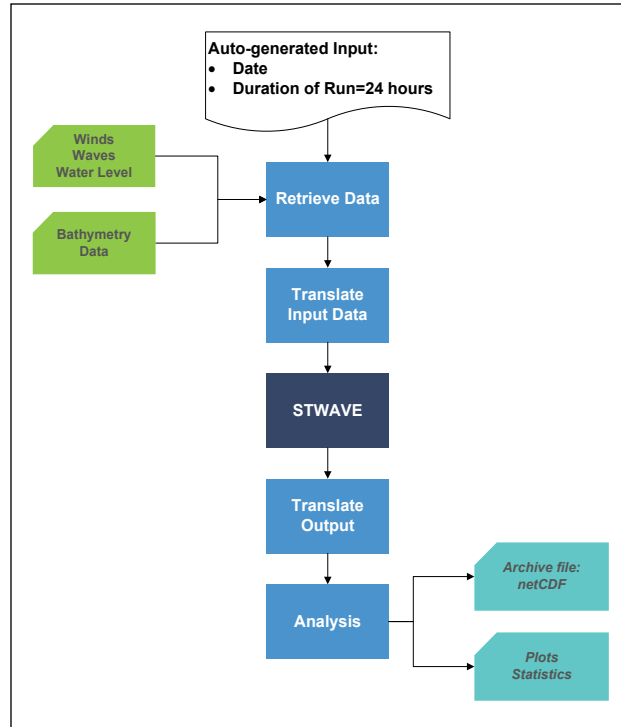 Auto-generated Input:
• Date
• Duration of Run=24 hours
Winds
Waves
Water Level
Bathymetry
Data
Retrieve Data
Translate
Input Data
STWAVE
Translate
Output
Analysis
Archive file:
netCDF
Plots
Statistics